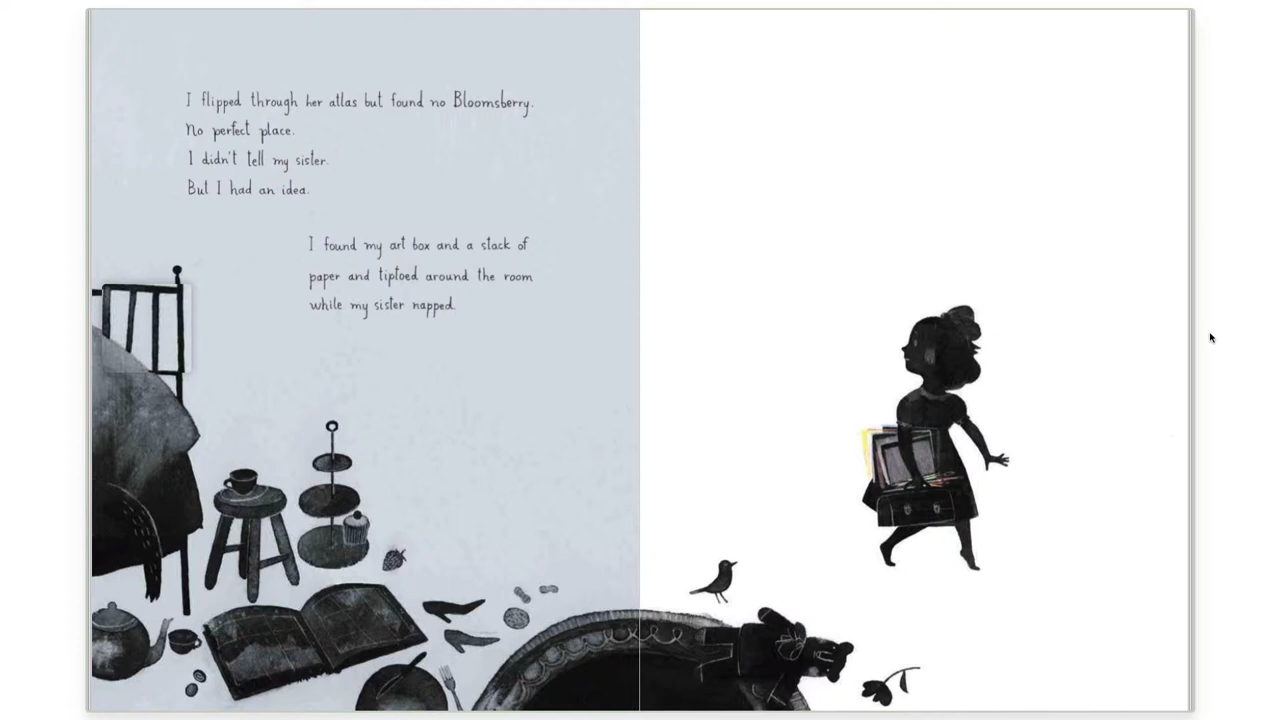 I flipped through her atlas but found no Bloomsberry.
No perfect place.
I didn't tell my sister.
But I had an idea.
I found my art box and a stack of
paper and tiptoed around the room
while my sister napped.